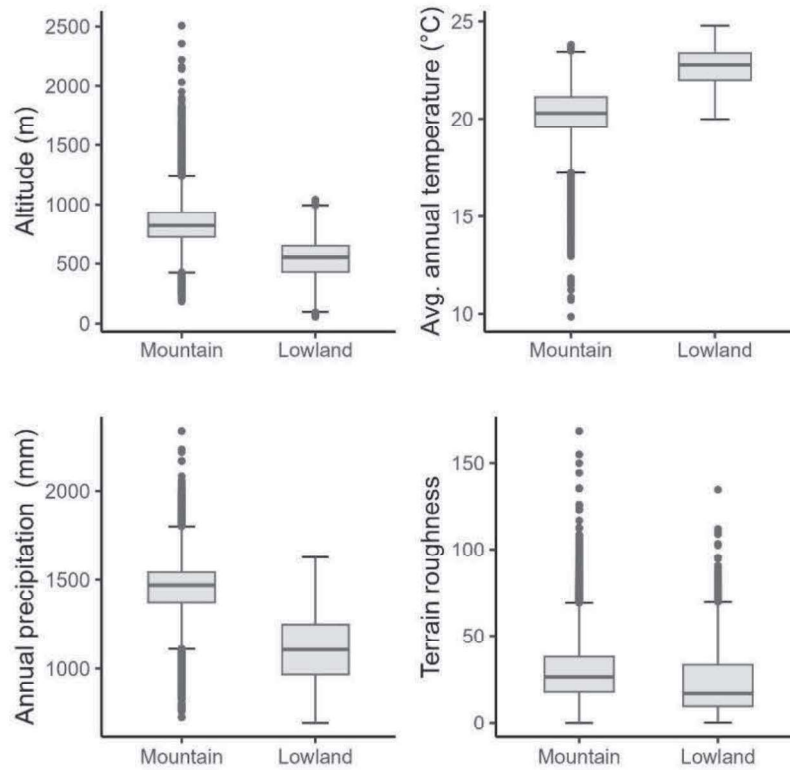 Altitude (m)
2500
2000
1500
1000
500
0
Mountain Lowland
Avg. annual temperature (°C)
25
20
15
10
Mountain Lowland
Annual precipitation (mm)
2000
1500
1000
Mountain Lowland
Terrain roughness
150
100
50
0
Mountain Lowland